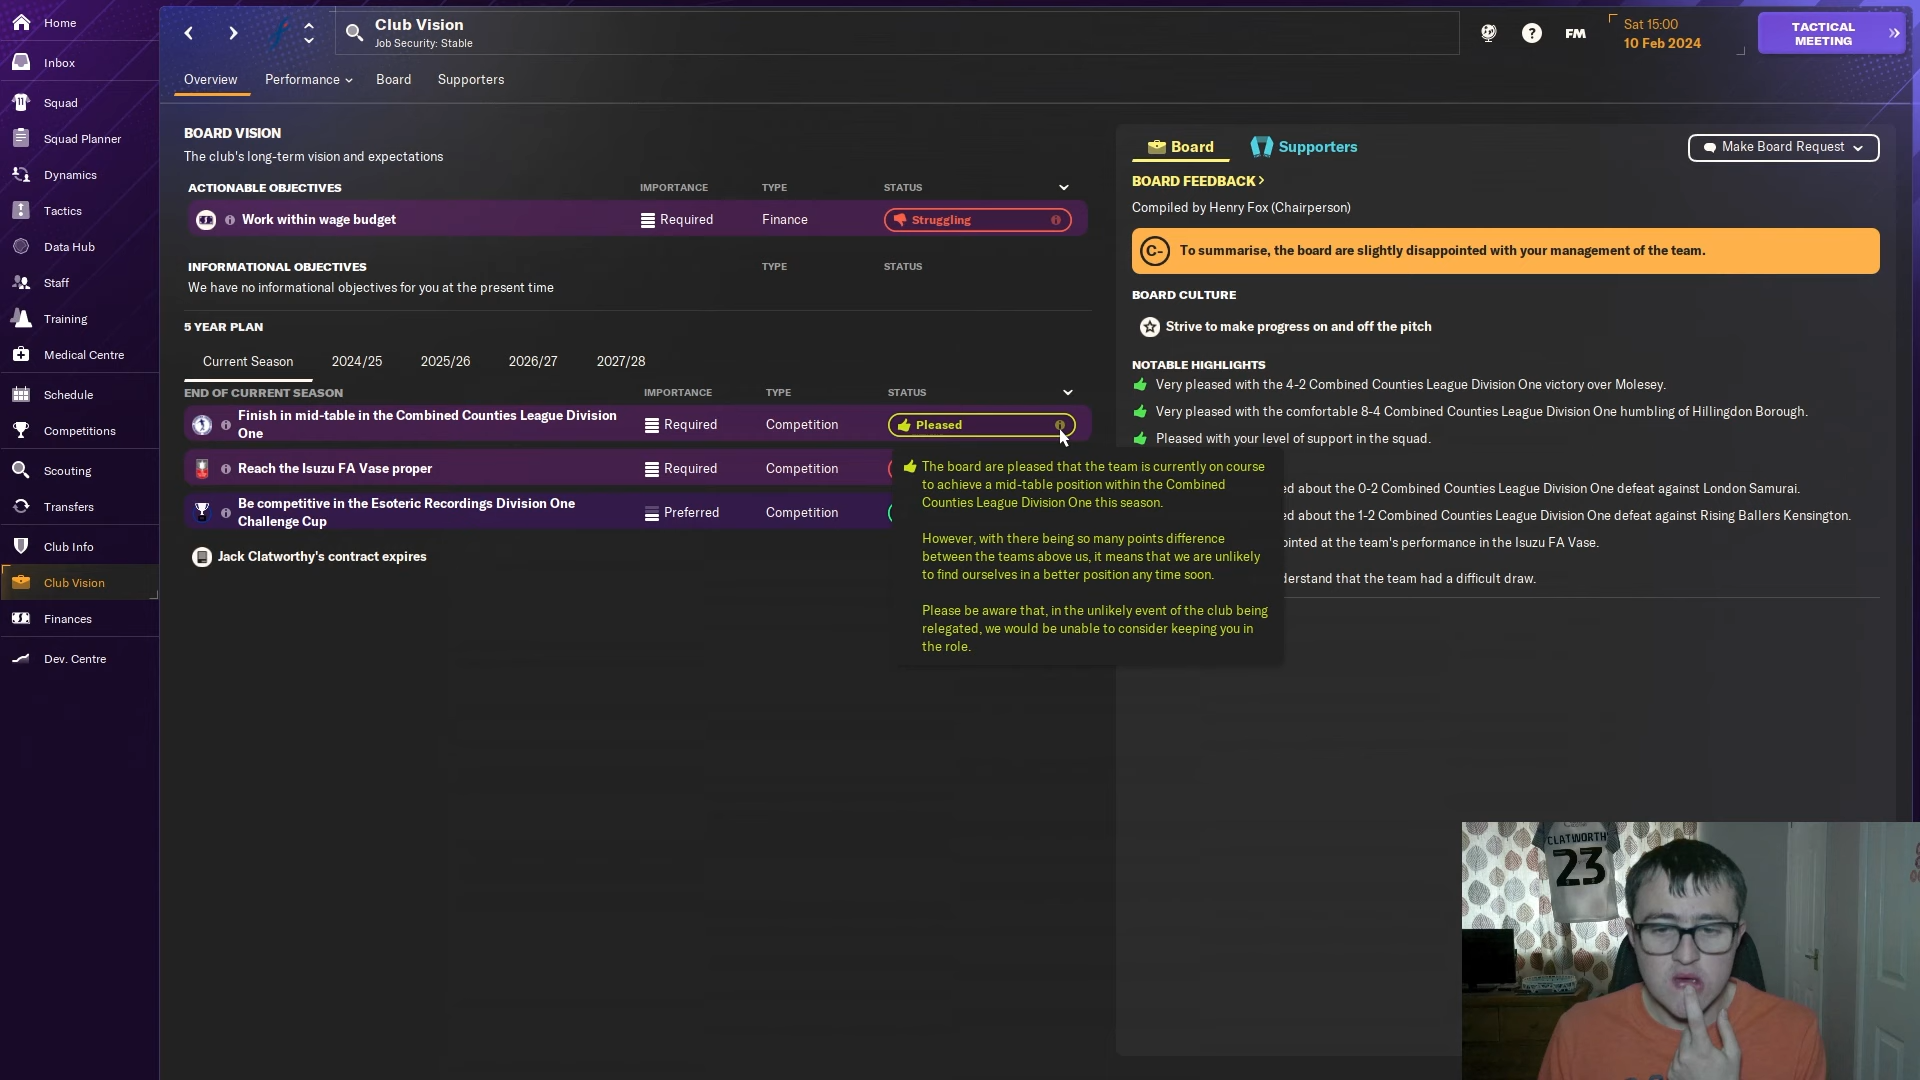 Home
Inbox
Squad
Squad Planner
Dynamics
Tactics
Data Hub
Staff
Training
Medical Centre
Schedule
Competitions
Scouting
Transfers
Club Info
Club Vision
Finances
Dev. Centre
Club Vision
Job Security: Stable
FM
Sat 15:00
10 Feb 2024
TACTICAL
MEETING
Overview
Performance
Board
Supporters
BOARD VISION
The club's long-term vision and expectations
ACTIONABLE OBJECTIVES IMPORTANCE TYPE STATUS
Work within wage budget Required Finance Struggling
INFORMATIONAL OBJECTIVES TYPE STATUS
We have no informational objectives for you at the present time
5 YEAR PLAN
Current Season 2024/25 2025/26 2026/27 2027/28
END OF CURRENT SEASON IMPORTANCE TYPE STATUS
Finish in mid-table in the Combined Counties League Division
One
Required Competition Pleased
Reach the Isuzu FA Vase proper Required Competition
Be competitive in the Esoteric Recordings Division One
Challenge Cup
Preferred Competition
Jack Clatworthy's contract expires
The board are pleased that the team is currently on course
to achieve a mid-table position within the Combined
Counties League Division One this season.
However, with there being so many points difference
between the teams above us, it means that we are unlikely
to find ourselves in a better position any time soon.
Please be aware that, in the unlikely event of the club being
relegated, we would be unable to consider keeping you in
the role.
Board
Supporters
Make Board Request
BOARD FEEDBACK
Compiled by Henry Fox (Chairperson)
C-
To summarise, the board are slightly disappointed with your management of the team.
BOARD CULTURE
Strive to make progress on and off the pitch
NOTABLE HIGHLIGHTS
Very pleased with the 4-2 Combined Counties League Division One victory over Molesey.
Very pleased with the comfortable 8-4 Combined Counties League Division One humbling of Hillingdon Borough.
Pleased with your level of support in the squad.
ed about the 0-2 Combined Counties League Division One defeat against London Samurai.
ed about the 1-2 Combined Counties League Division One defeat against Rising Ballers Kensington.
ointed at the team's performance in the Isuzu FA Vase.
derstand that the team had a difficult draw.
CLATWORTH
23